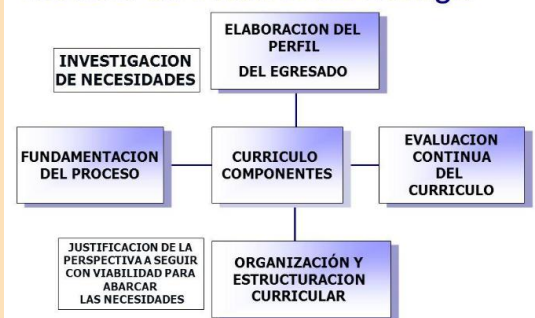 ELABORACION DEL
PERFIL
DEL EGRESADO
INVESTIGACION
DE NECESIDADES
FUNDAMENTACION
DEL PROCESO
CURRICULO
COMPONENTES
EVALUACION
CONTINUA
DEL
CURRICULO
JUSTIFICACION DE LA
PERSPECTIVA A SEGUIR
CON VIABILIDAD PARA
ABARCAR
LAS NECESIDADES
ORGANIZACIÓN Y
ESTRUCTURACION
CURRICULAR